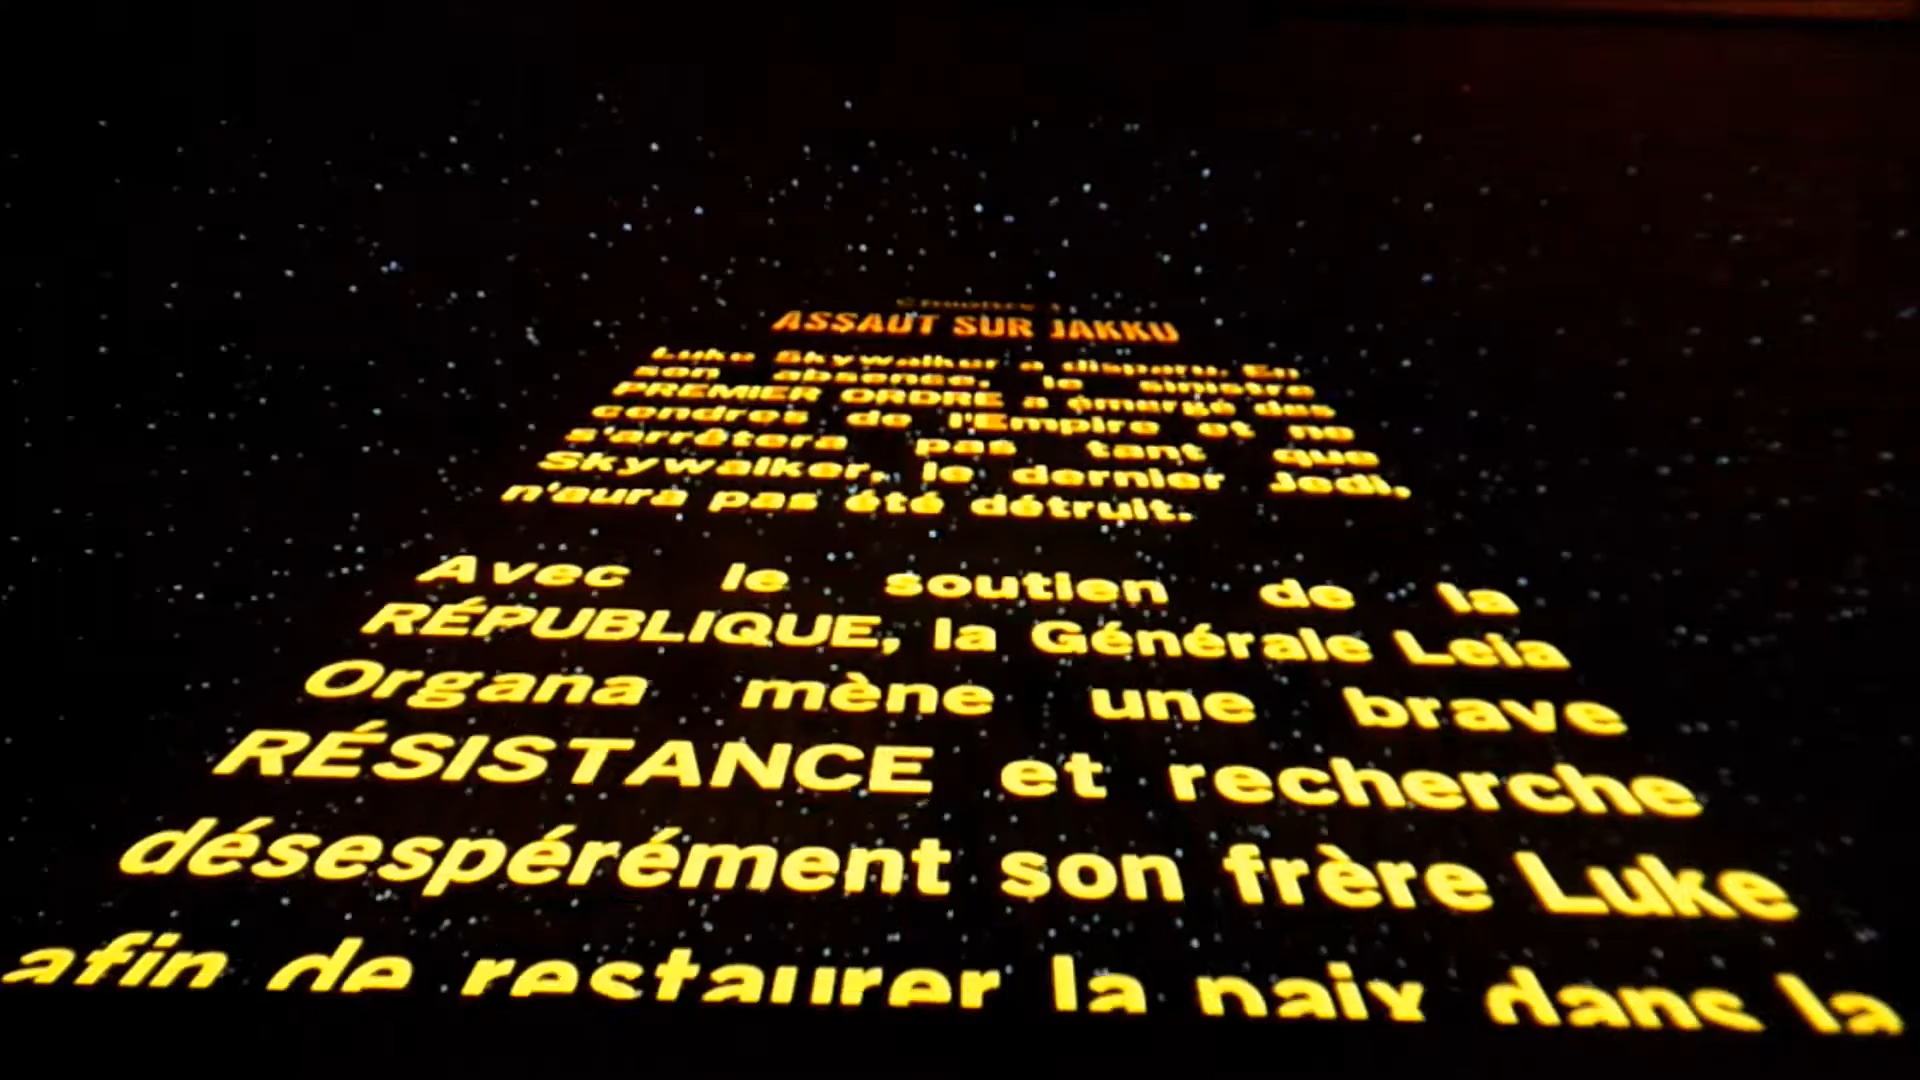 ASSAUT SUR JAKKU
Luke Skywalker a disparu. En
son absence, le sinistre
PREMIER ORDRE a émergé des
cendres de l'Empire et ne
s'arrêtera pas tant que
Skywalker, le dernier Jedi,
n'aura pas été détruit.
Avec le soutien de la
RÉPUBLIQUE, la Générale Leia
Organa mène une brave
RÉSISTANCE et recherche
désespérément son frère Luke
afin de restaurer la paix dans la